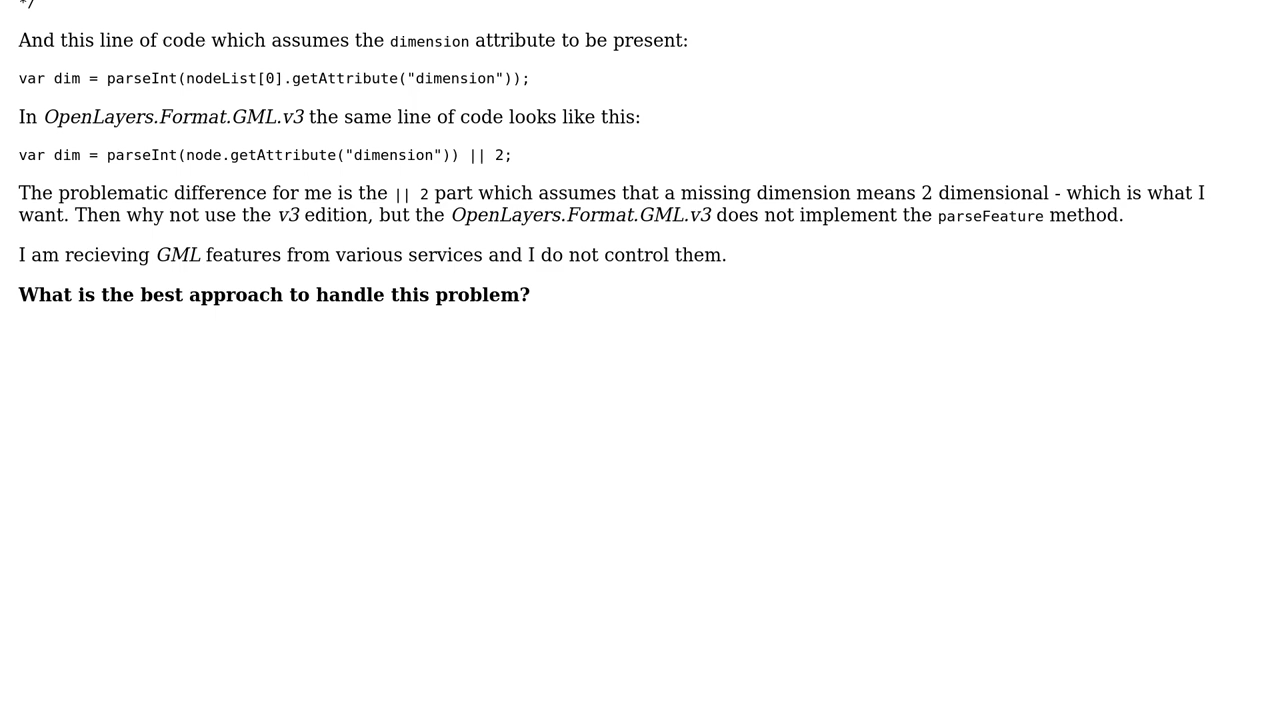 */
And this line of code which assumes the dimension attribute to be present:
var dim = parseInt(nodeList[0].getAttribute("dimension"));
In OpenLayers.Format.GML.v3 the same line of code looks like this:
var dim = parseInt(node.getAttribute("dimension")) || 2;
The problematic difference for me is the || 2 part which assumes that a missing dimension means 2 dimensional - which is what I
want. Then why not use the v3 edition, but the OpenLayers.Format.GML.v3 does not implement the parseFeature method.
I am recieving GML features from various services and I do not control them.
What is the best approach to handle this problem?